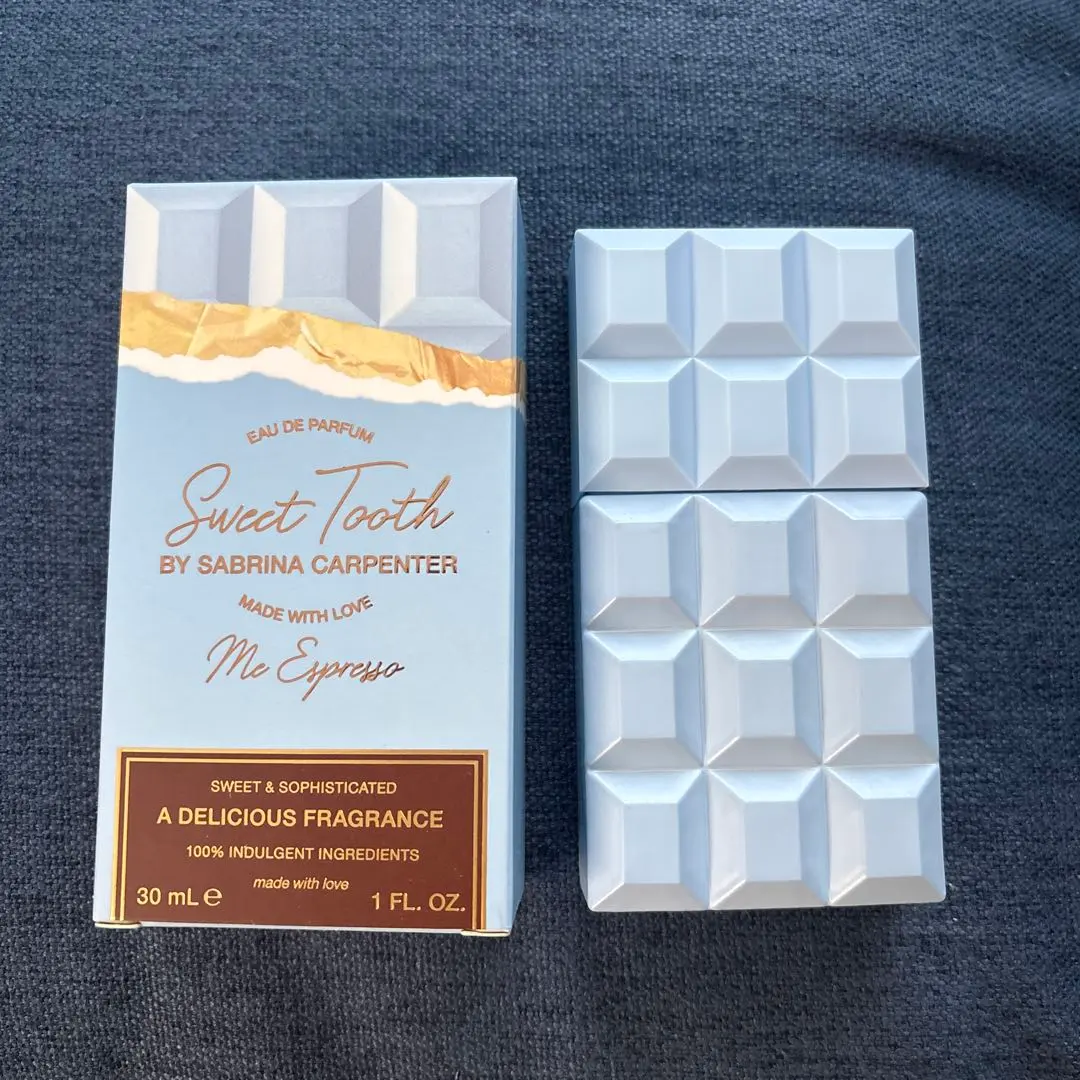 EAU DE PARFUM
Sweet Tooth
BY SABRINA CARPENTER
MADE WITH LOVE
Me Espresso
SWEET & SOPHISTICATED
A DELICIOUS FRAGRANCE
100% INDULGENT INGREDIENTS
made with love
30 mL ℮ 1 FL. OZ.